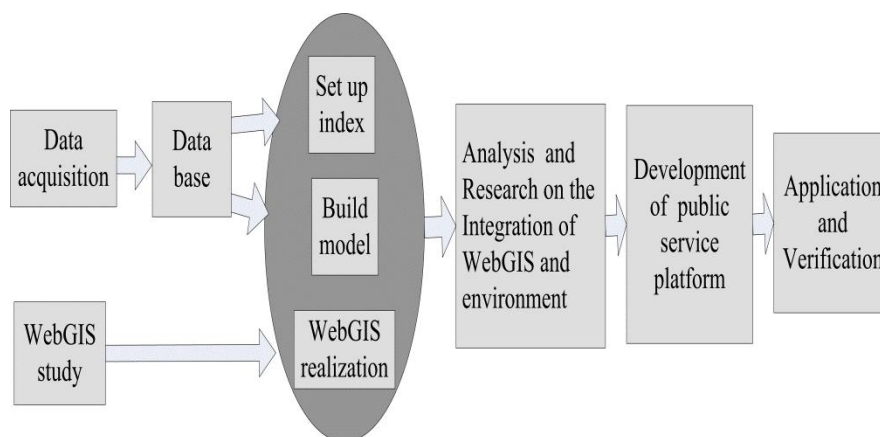 Data
acquisition
Data
base
WebGIS
study
Set up
index
Build
model
WebGIS
realization
Analysis and
Research on the
Integration of
WebGIS and
environment
Development
of public
service
platform
Application
and
Verification